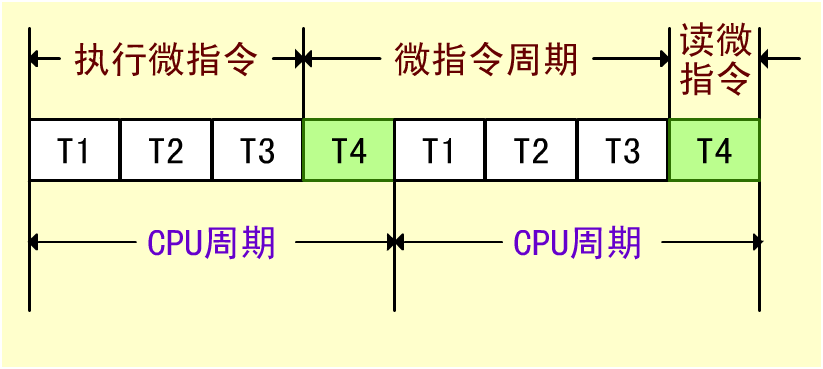 执行微指令
微指令周期
读微
指令
T1 T2 T3 T4 T1 T2 T3 T4
CPU周期 CPU周期